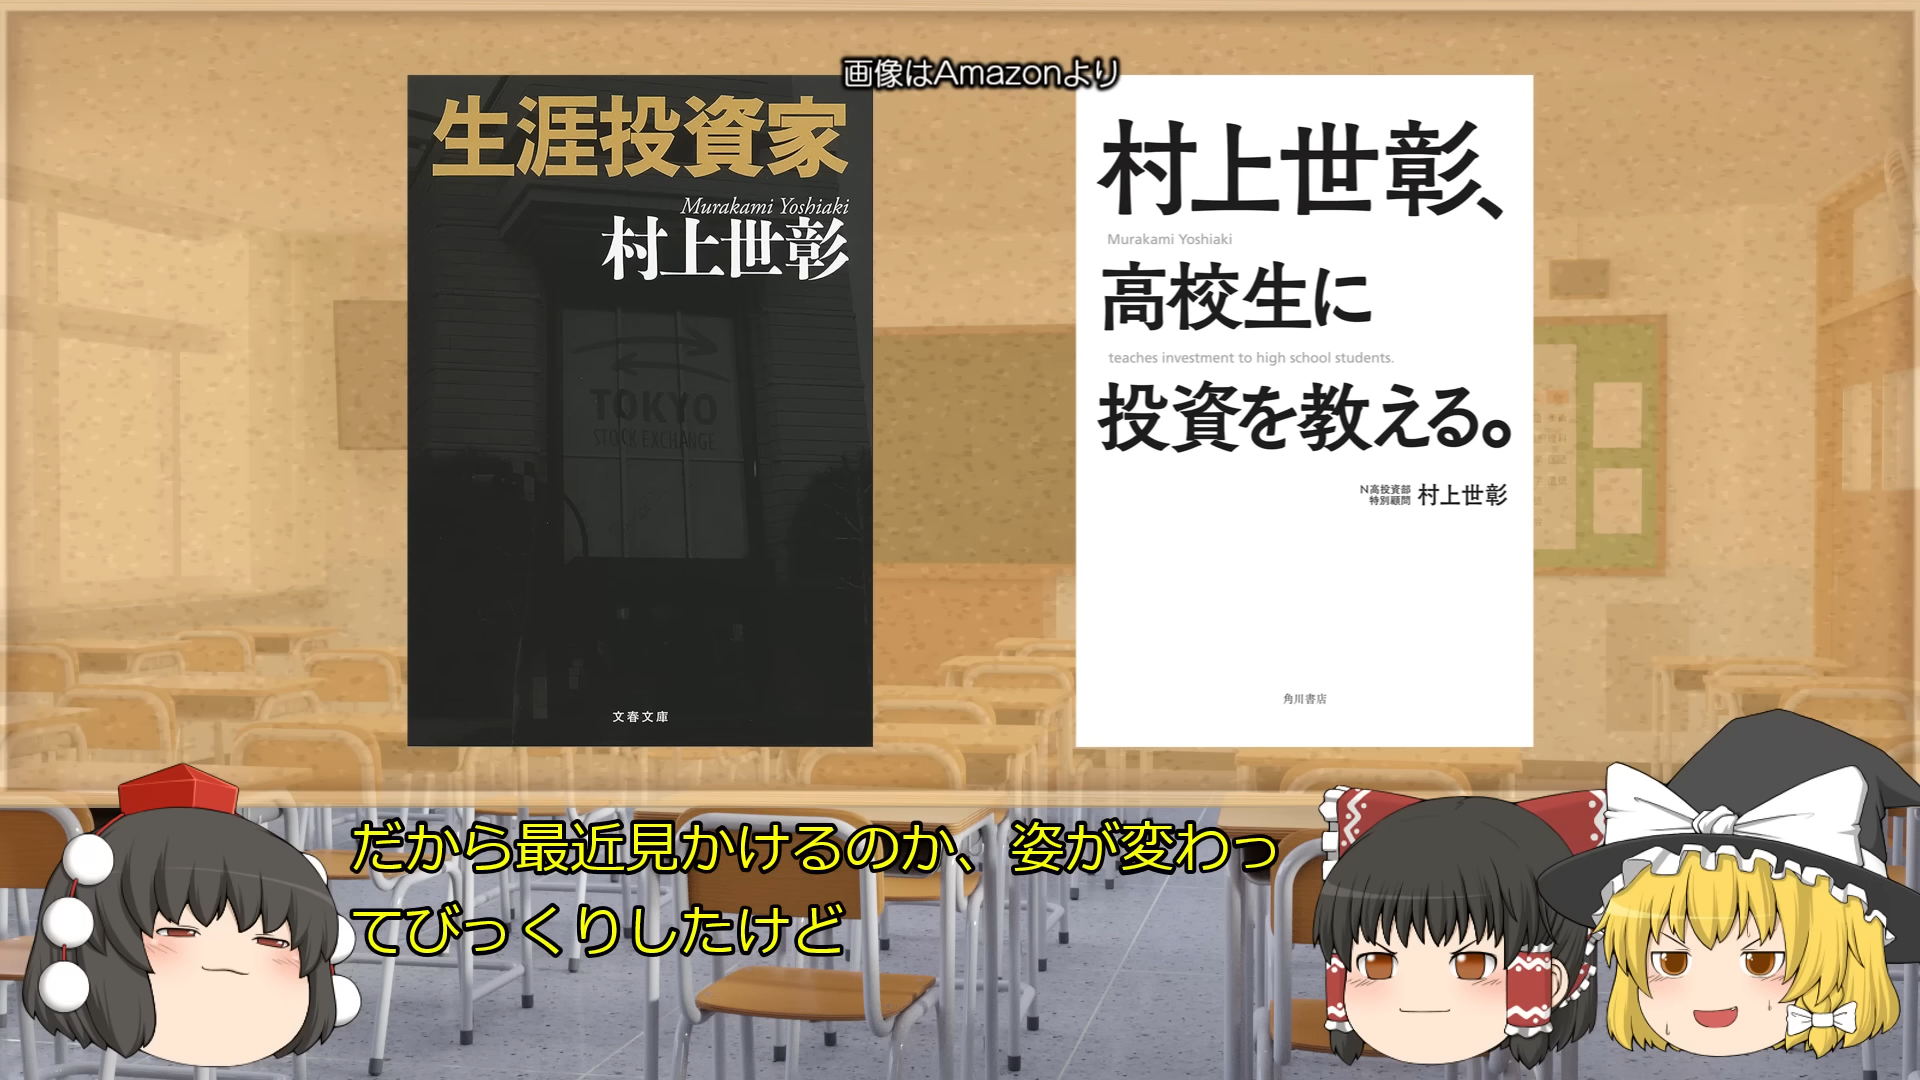 画像はAmazonより
生涯投資家
Murakami Yoshiaki
村上世彰
TOKYO
STOCK EXCHANGE
文春文庫
村上世彰、
Murakami Yoshiaki
高校生に
teaches investment to high school students.
投資を教える。
N高投資部
特別顧問
村上世彰
角川書店
だから最近見かけるのか、姿が変わっ
てびっくりしたけど